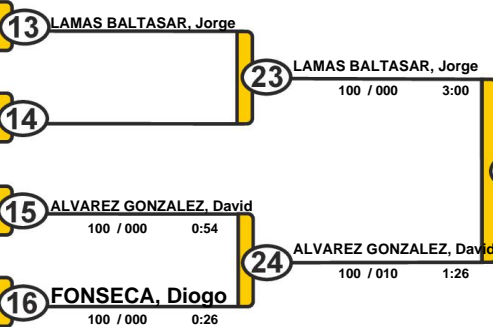 13 LAMAS BALTASAR, Jorge
23 LAMAS BALTASAR, Jorge
100 / 000 3:00
14
15 ALVAREZ GONZALEZ, David
100 / 000 0:54
24 ALVAREZ GONZALEZ, David
100 / 010 1:26
16 FONSECA, Diogo
100 / 000 0:26